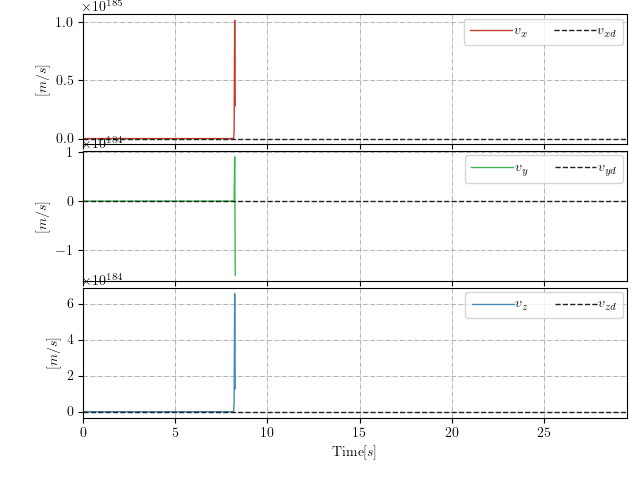 ×10^185
1.0
0.5
0.0
[m/s]
v_x
v_xd
×10^184
1
0
−1
[m/s]
v_y
v_yd
×10^184
6
4
2
0
[m/s]
v_z
v_zd
0 5 10 15 20 25
Time[s]